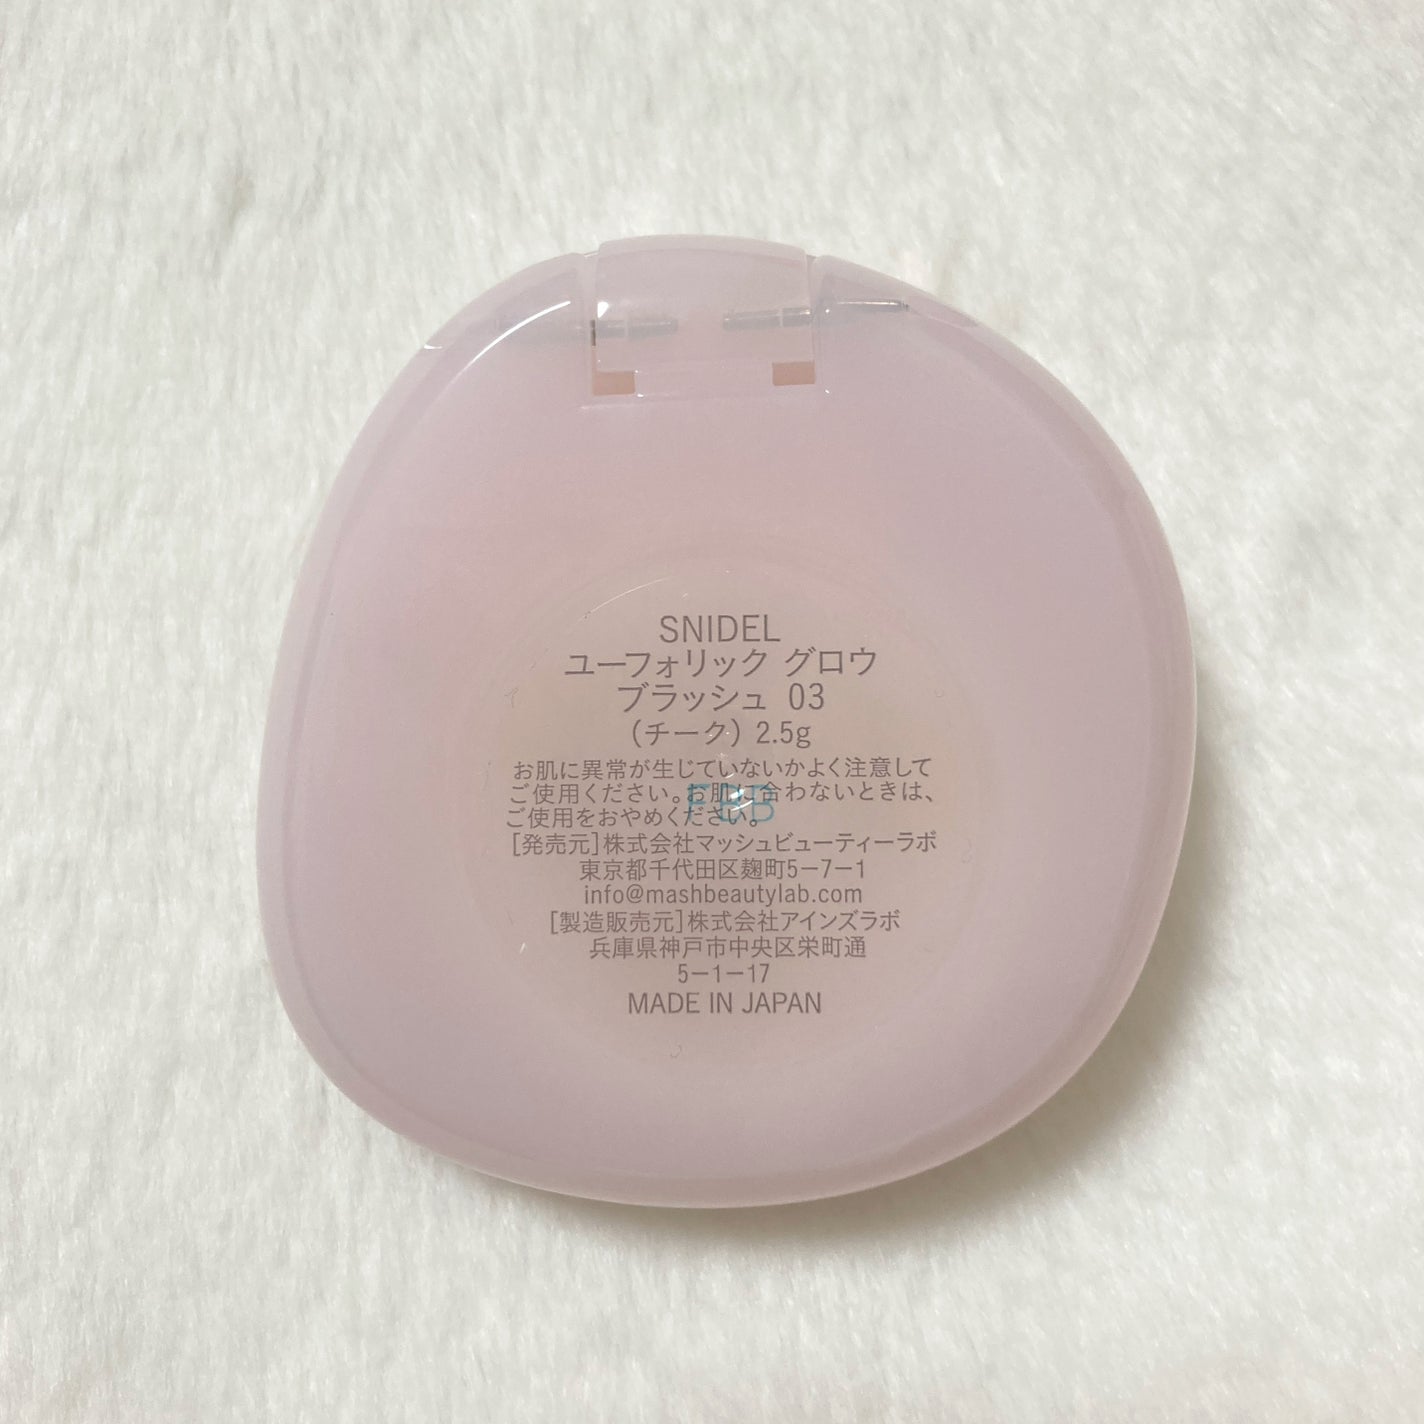 SNIDEL
ユーフォリック グロウ
ブラッシュ 03
(チーク) 2.5g
お肌に異常が生じていないかよく注意して
ご使用ください。お肌に合わないときは、
ご使用をおやめください。
FBB
[発売元]株式会社マッシュビューティーラボ
東京都千代田区麹町5ー7ー1
info@mashbeautylab.com
[製造販売元]株式会社アインズラボ
兵庫県神戸市中央区栄町通
5ー1ー17
MADE IN JAPAN